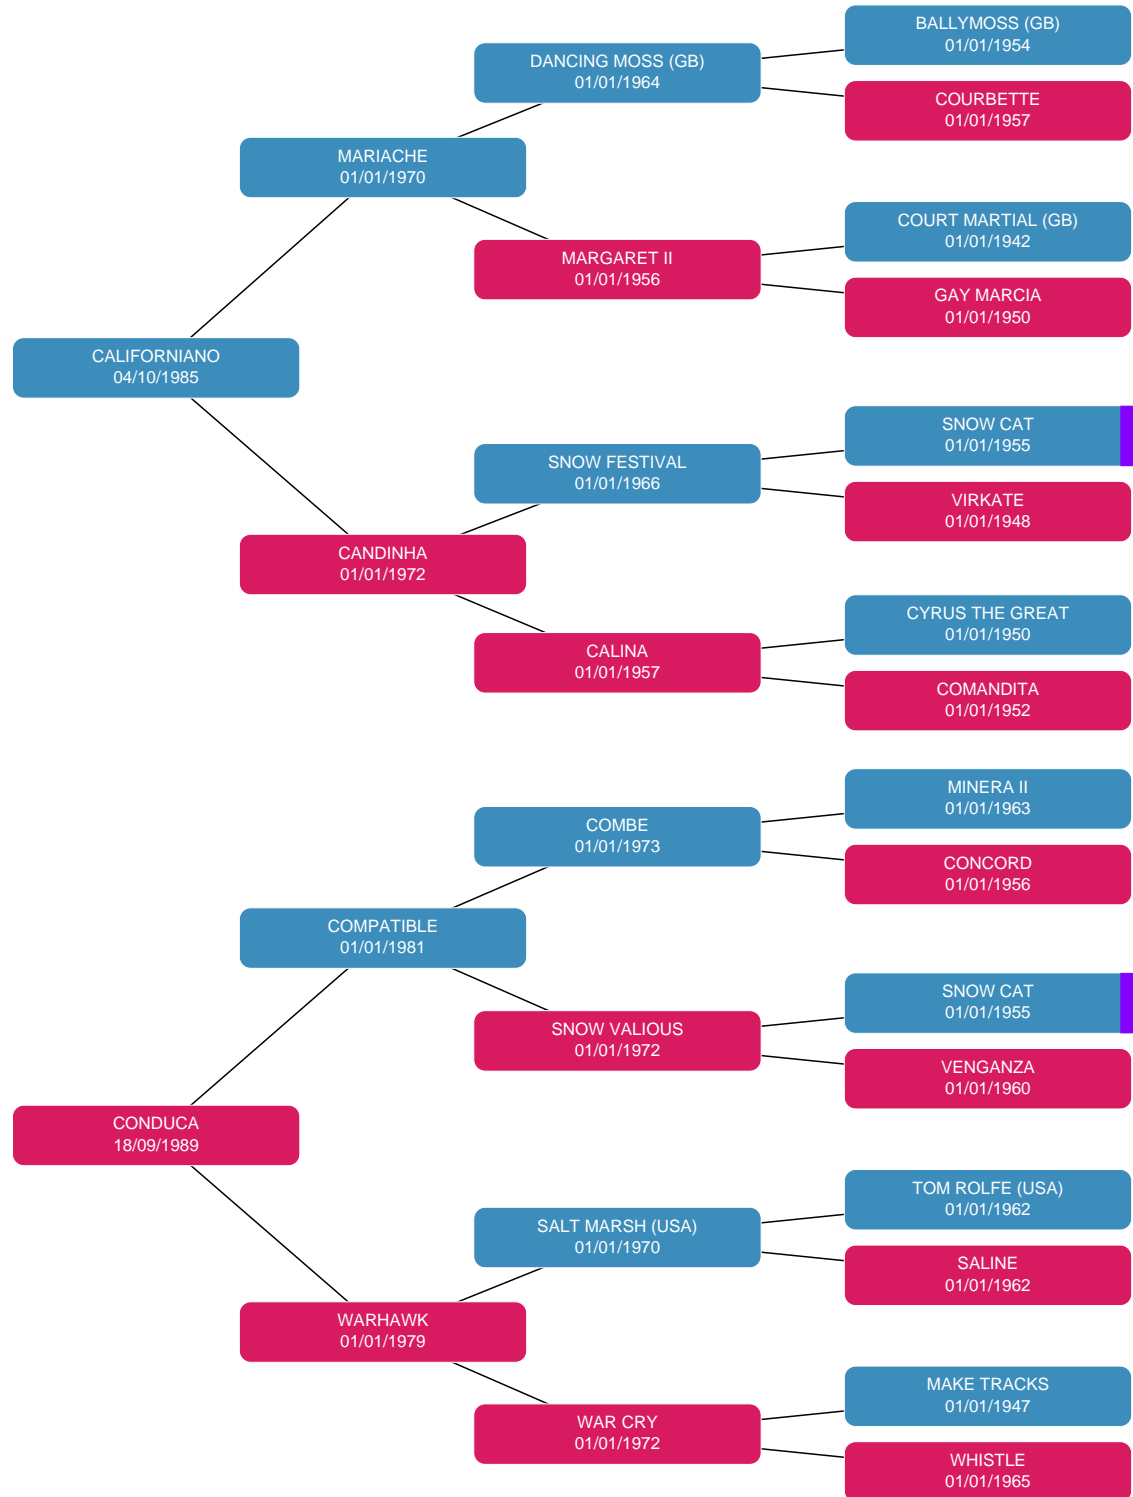 BALLYMOSS (GB)
01/01/1954
DANCING MOSS (GB)
01/01/1964
COURBETTE
01/01/1957
MARIACHE
01/01/1970
COURT MARTIAL (GB)
01/01/1942
MARGARET II
01/01/1956
GAY MARCIA
01/01/1950
CALIFORNIANO
04/10/1985
SNOW CAT
01/01/1955
SNOW FESTIVAL
01/01/1966
VIRKATE
01/01/1948
CANDINHA
01/01/1972
CYRUS THE GREAT
01/01/1950
CALINA
01/01/1957
COMANDITA
01/01/1952
MINERA II
01/01/1963
COMBE
01/01/1973
CONCORD
01/01/1956
COMPATIBLE
01/01/1981
SNOW CAT
01/01/1955
SNOW VALIOUS
01/01/1972
VENGANZA
01/01/1960
CONDUCA
18/09/1989
TOM ROLFE (USA)
01/01/1962
SALT MARSH (USA)
01/01/1970
SALINE
01/01/1962
WARHAWK
01/01/1979
MAKE TRACKS
01/01/1947
WAR CRY
01/01/1972
WHISTLE
01/01/1965